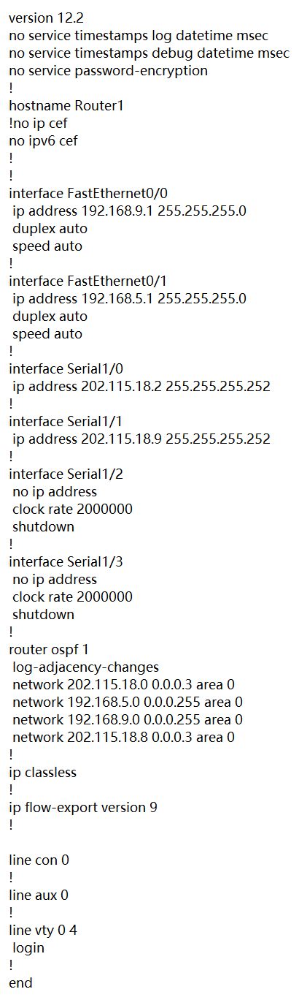 version 12.2
no service timestamps log datetime msec
no service timestamps debug datetime msec
no service password-encryption
!
hostname Router1
!no ip cef
no ipv6 cef
!
!
interface FastEthernet0/0
 ip address 192.168.9.1 255.255.255.0
 duplex auto
 speed auto
!
interface FastEthernet0/1
 ip address 192.168.5.1 255.255.255.0
 duplex auto
 speed auto
!
interface Serial1/0
 ip address 202.115.18.2 255.255.255.252
!
interface Serial1/1
 ip address 202.115.18.9 255.255.255.252
!
interface Serial1/2
 no ip address
 clock rate 2000000
 shutdown
!
interface Serial1/3
 no ip address
 clock rate 2000000
 shutdown
!
router ospf 1
 log-adjacency-changes
 network 202.115.18.0 0.0.0.3 area 0
 network 192.168.5.0 0.0.0.255 area 0
 network 192.168.9.0 0.0.0.255 area 0
 network 202.115.18.8 0.0.0.3 area 0
!
ip classless
!
ip flow-export version 9
!

line con 0
!
line aux 0
!
line vty 0 4
 login
!
end